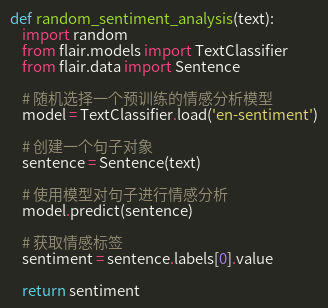 def random_sentiment_analysis(text):
    import random
    from flair.models import TextClassifier
    from flair.data import Sentence
    # 随机选择一个预训练的情感分析模型
    model = TextClassifier.load('en-sentiment')
    # 创建一个句子对象
    sentence = Sentence(text)
    # 使用模型对句子进行情感分析
    model.predict(sentence)
    # 获取情感标签
    sentiment = sentence.labels[0].value
    return sentiment